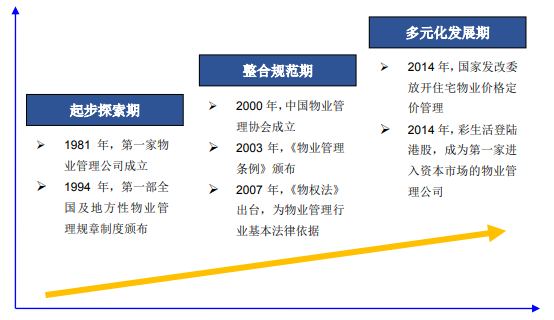 起步探索期
➢ 1981 年，第一家物
业管理公司成立
➢ 1994 年，第一部全
国及地方性物业管
理规章制度颁布
整合规范期
➢ 2000 年，中国物业管
理协会成立
➢ 2003 年，《物业管理
条例》颁布
➢ 2007 年，《物权法》
出台，为物业管理行
业基本法律依据
多元化发展期
➢ 2014 年，国家发改委
放开住宅物业价格定
价管理
➢ 2014 年，彩生活登陆
港股，成为第一家进
入资本市场的物业管
理公司